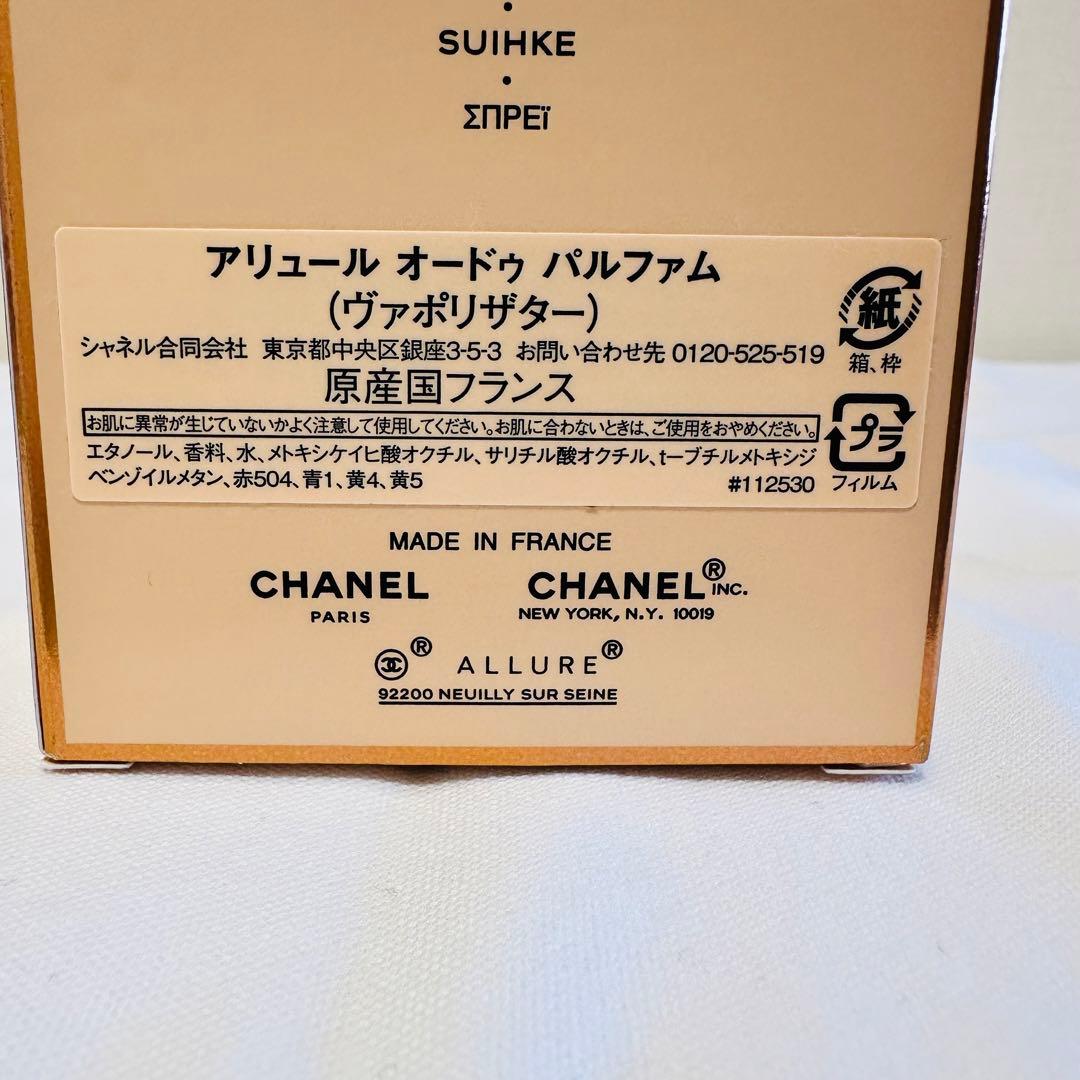 SUIHKE
ΣΠΡΕϊ
アリュール オードゥ パルファム
(ヴァポリザター)
シャネル合同会社 東京都中央区銀座3-5-3 お問い合わせ先 0120-525-519
原産国フランス
お肌に異常が生じていないかよく注意して使用してください。お肌に合わないときは、ご使用をおやめください。
エタノール、香料、水、メトキシケイヒ酸オクチル、サリチル酸オクチル、t-ブチルメトキシジ
ベンゾイルメタン、赤504、青1、黄4、黄5
#112530
紙
箱、枠
プラ
フィルム
MADE IN FRANCE
CHANEL
PARIS
CHANEL® INC.
NEW YORK, N.Y. 10019
® ALLURE®
92200 NEUILLY SUR SEINE